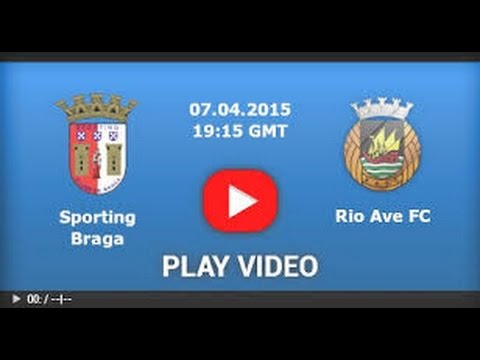 07.04.2015
19:15 GMT
Sporting
Braga
Rio Ave FC
PLAY VIDEO
00: / --|--